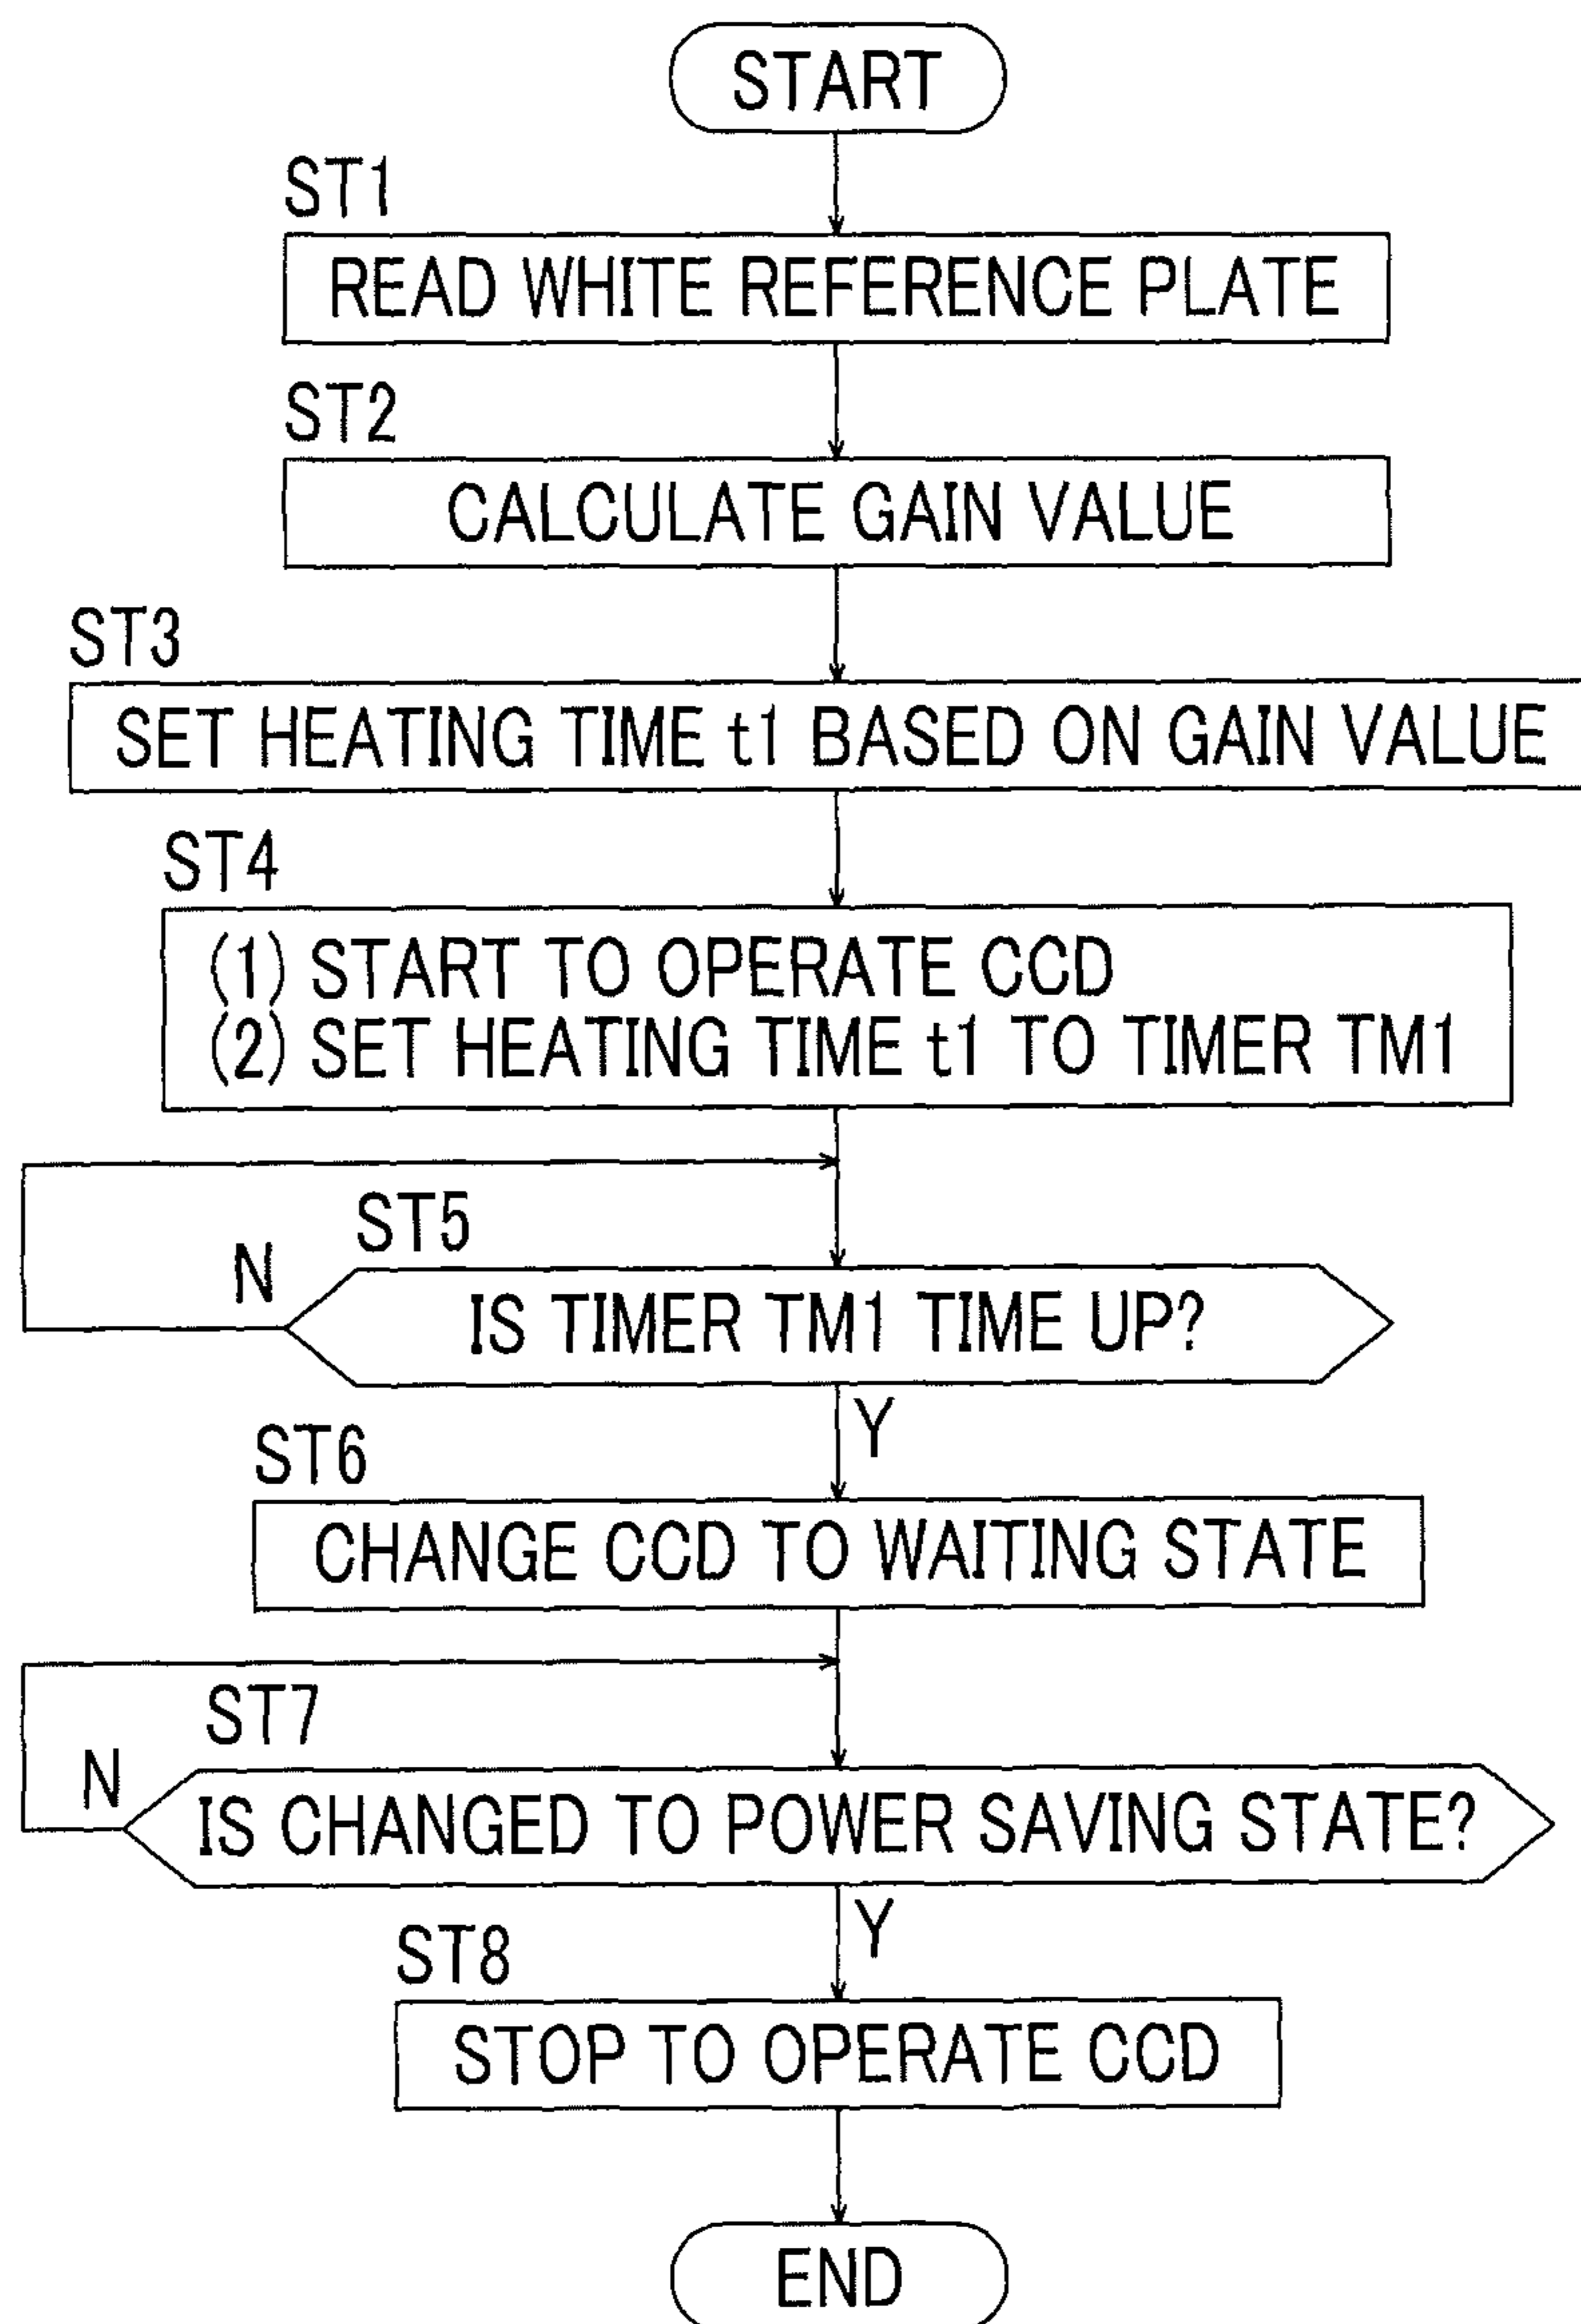 START
ST1
READ WHITE REFERENCE PLATE
ST2
CALCULATE GAIN VALUE
ST3
SET HEATING TIME t1 BASED ON GAIN VALUE
ST4
(1) START TO OPERATE CCD
(2) SET HEATING TIME t1 TO TIMER TM1
ST5
N
IS TIMER TM1 TIME UP?
Y
ST6
CHANGE CCD TO WAITING STATE
ST7
N
IS CHANGED TO POWER SAVING STATE?
Y
ST8
STOP TO OPERATE CCD
END